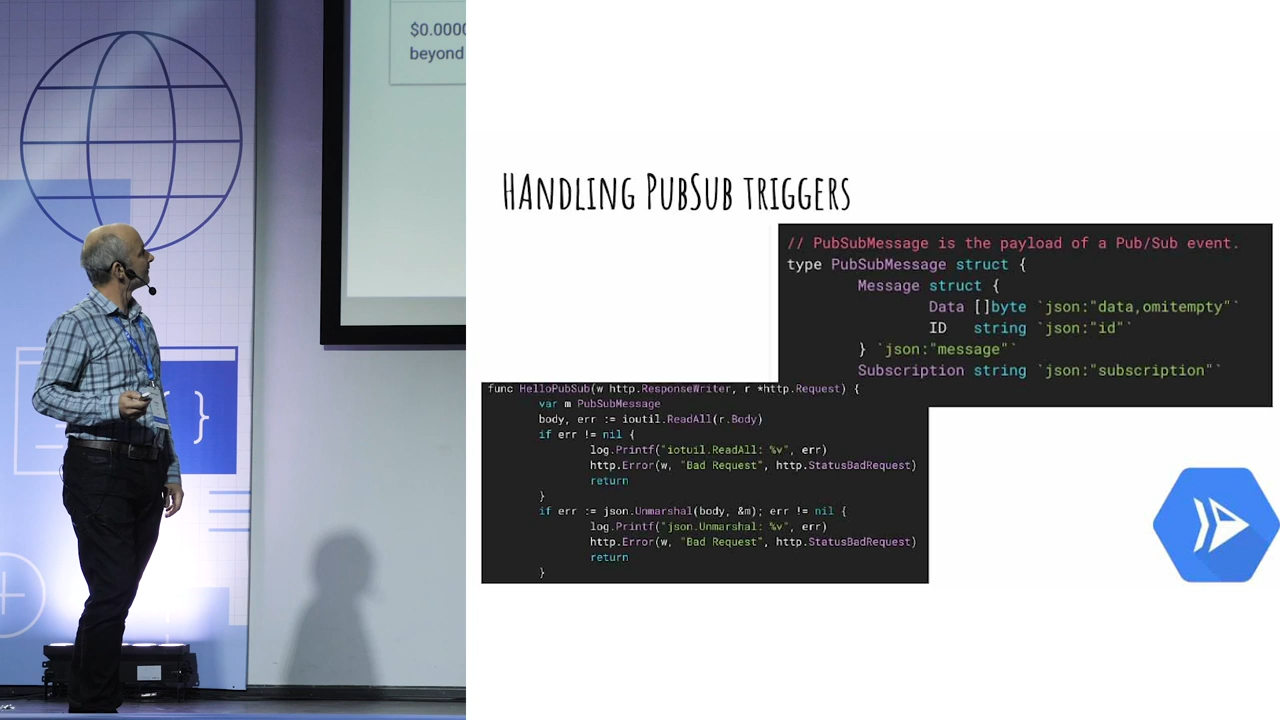 $0.0000
beyond
HANDLING PUBSUB TRIGGERS
// PubSubMessage is the payload of a Pub/Sub event.
type PubSubMessage struct {
Message struct {
Data []byte `json:"data,omitempty"`
ID string `json:"id"`
} `json:"message"`
Subscription string `json:"subscription"`
func HelloPubSub(w http.ResponseWriter, r *http.Request) {
var m PubSubMessage
body, err := ioutil.ReadAll(r.Body)
if err != nil {
log.Printf("iotuil.ReadAll: %v", err)
http.Error(w, "Bad Request", http.StatusBadRequest)
return
}
if err := json.Unmarshal(body, &m); err != nil {
log.Printf("json.Unmarshal: %v", err)
http.Error(w, "Bad Request", http.StatusBadRequest)
return
}